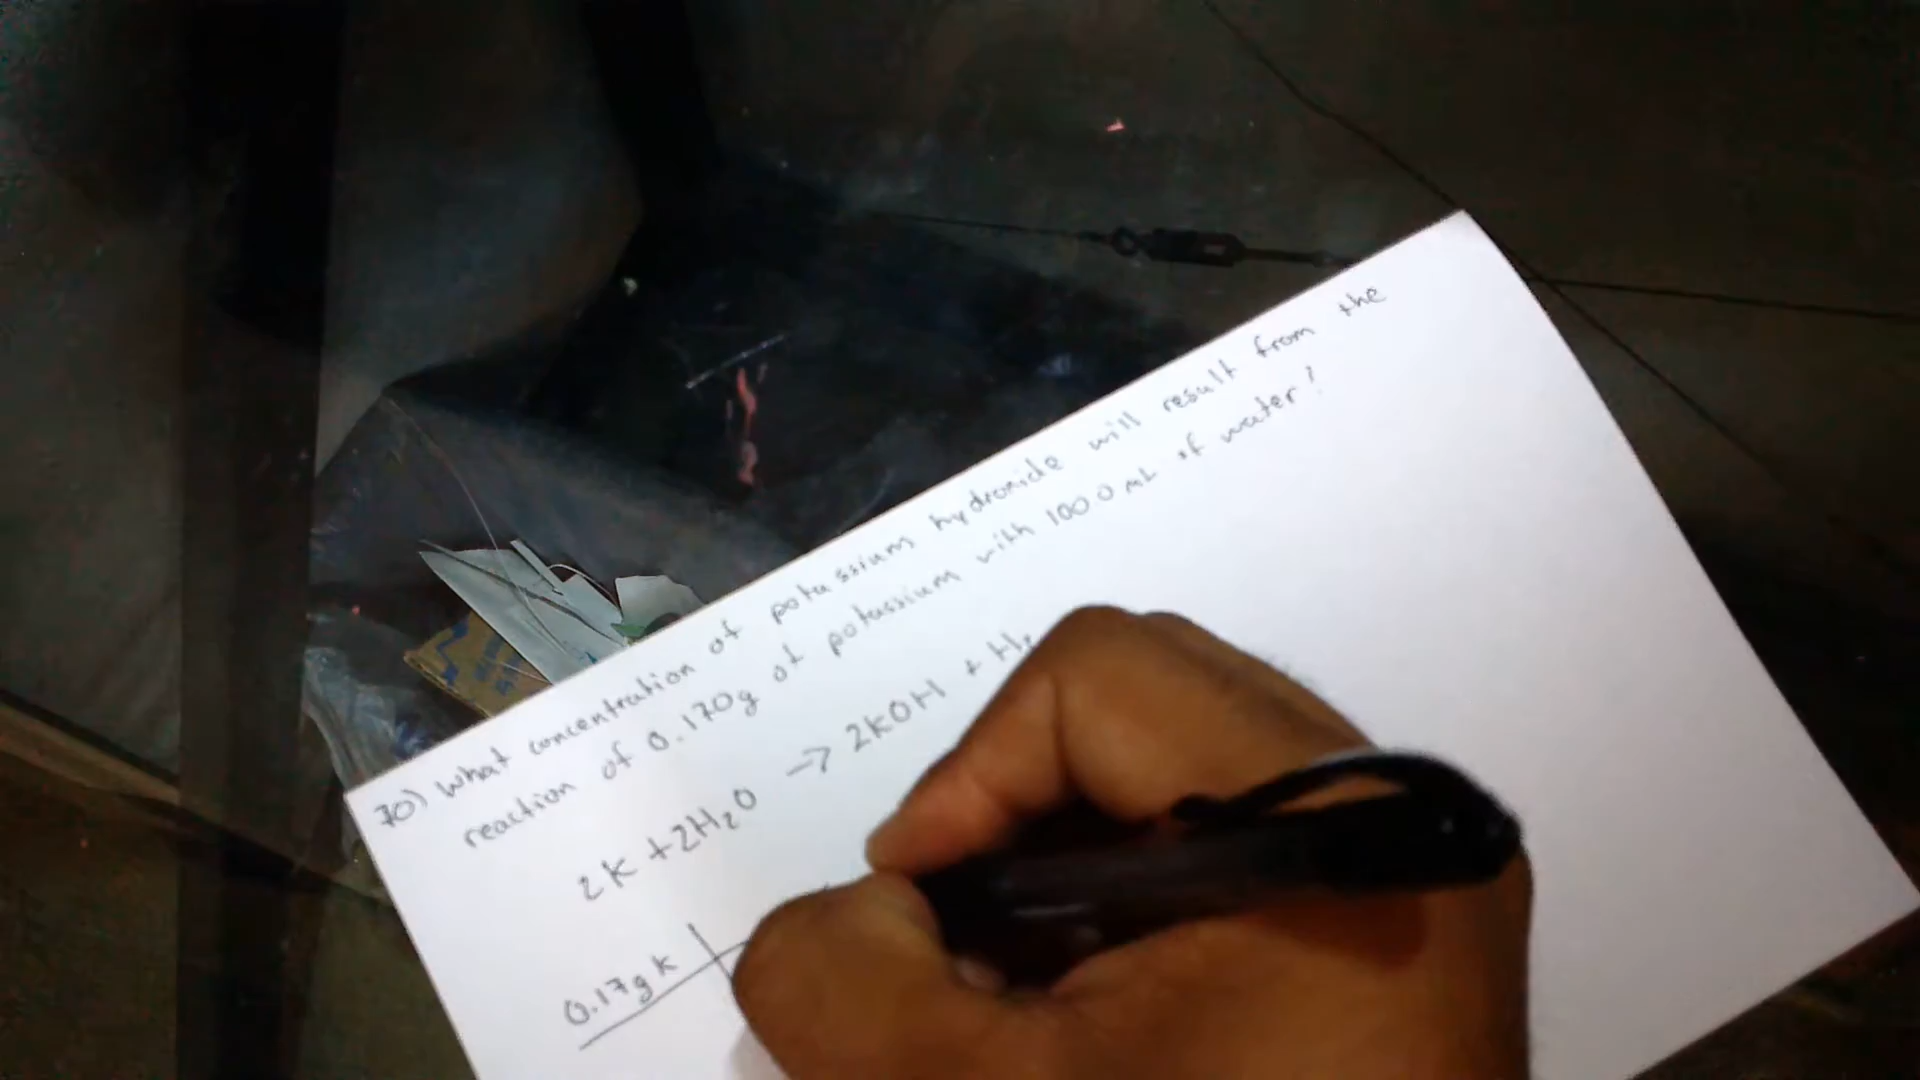 70) What concentration of potassium hydroxide will result from the
reaction of 0.170g of potassium with 100.0 mL of water?
2K + 2H₂O → 2KOH + H₂
0.17g K